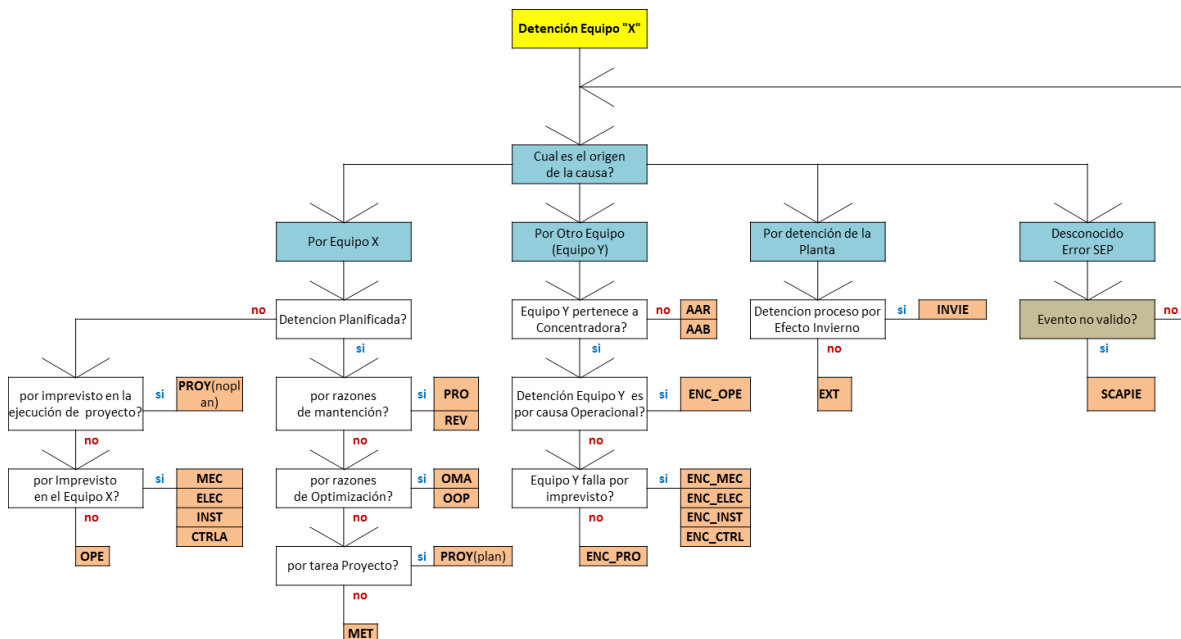 Detención Equipo "X"
Cual es el origen
de la causa?
Por Equipo X
Por Otro Equipo
(Equipo Y)
Por detención de la
Planta
Desconocido
Error SEP
no
Detencion Planificada?
si
Equipo Y pertenece a
Concentradora?
no
AAR
AAB
si
Detencion proceso por
Efecto Invierno
si
INVIE
no
Evento no valido?
no
si
por imprevisto en la
ejecución de proyecto?
si
PROY(nopl
an)
no
por razones
de mantención?
si
PRO
REV
no
Detención Equipo Y es
por causa Operacional?
si
ENC_OPE
no
EXT
SCAPIE
por Imprevisto
en el Equipo X?
si
MEC
ELEC
INST
CTRLA
no
OPE
por razones
de Optimización?
si
OMA
OOP
no
Equipo Y falla por
imprevisto?
si
ENC_MEC
ENC_ELEC
ENC_INST
ENC_CTRL
no
ENC_PRO
por tarea Proyecto?
si
PROY(plan)
no
MET